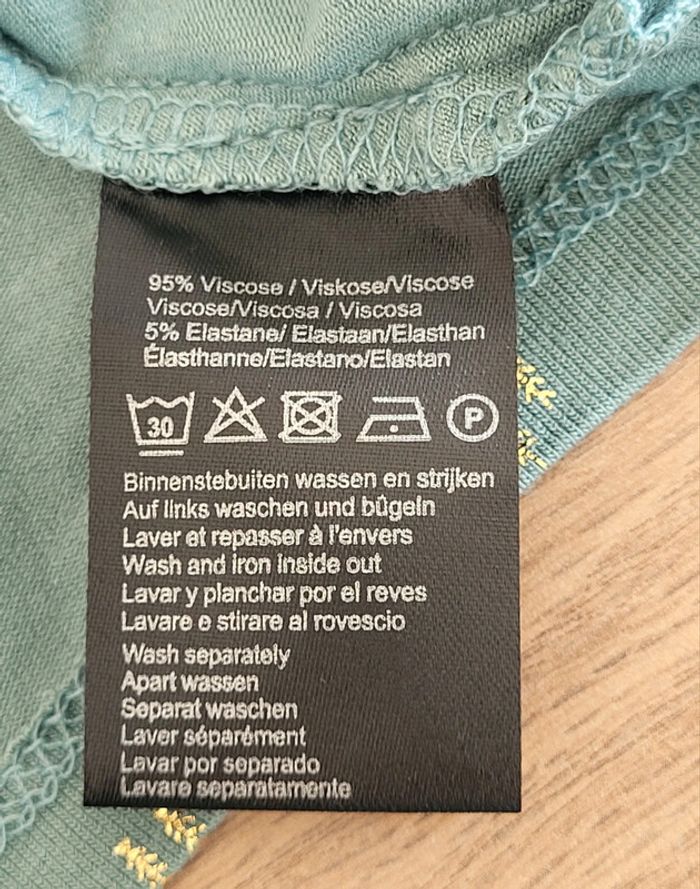 95% Viscose / Viskose/Viscose
Viscose/Viscosa / Viscosa
5% Elastane/ Elastaan/Elasthan
Élasthanne/Elastano/Elastan
30
P
Binnenstebuiten wassen en strijken
Auf links waschen und bûgeln
Laver et repasser à l'envers
Wash and iron inside out
Lavar y planchar por el reves
Lavare e stirare al rovescio
Wash separately
Apart wassen
Separat waschen
Laver séparément
Lavar por separado
Lavare separatamente